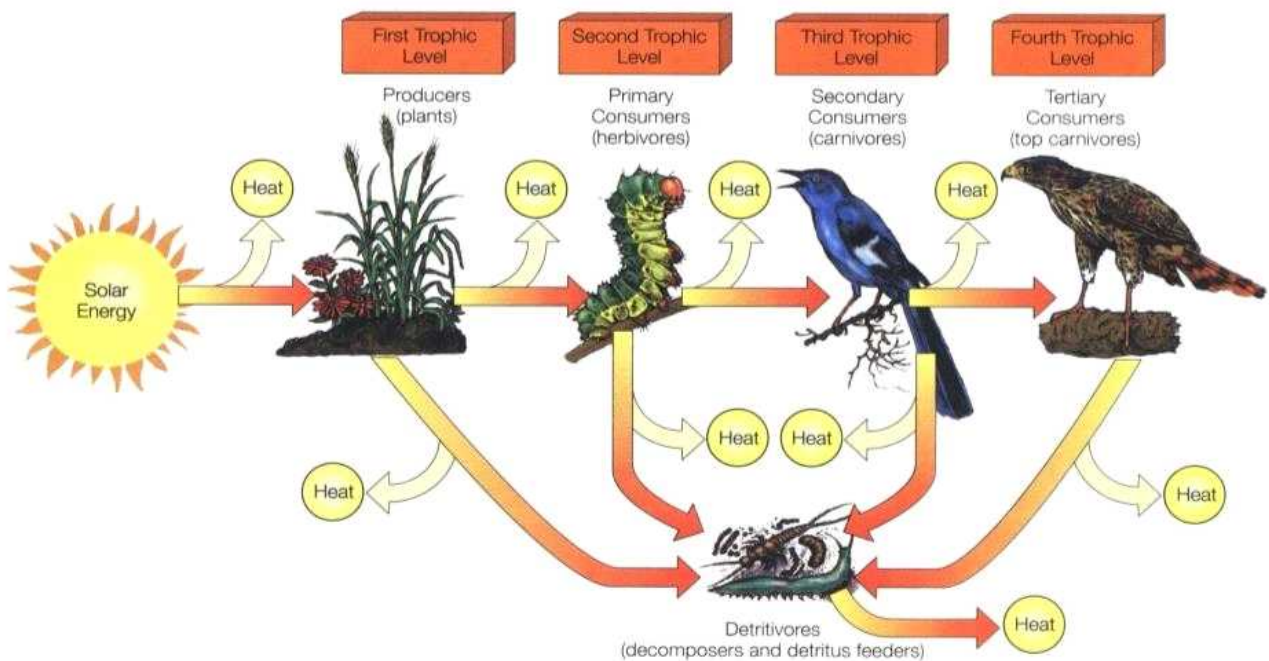 First Trophic
Level
Second Trophic
Level
Third Trophic
Level
Fourth Trophic
Level
Producers
(plants)
Primary
Consumers
(herbivores)
Secondary
Consumers
(carnivores)
Tertiary
Consumers
(top carnivores)
Heat
Heat
Heat
Heat
Solar
Energy
Heat
Heat
Heat
Heat
Heat
Detritivores
(decomposers and detritus feeders)